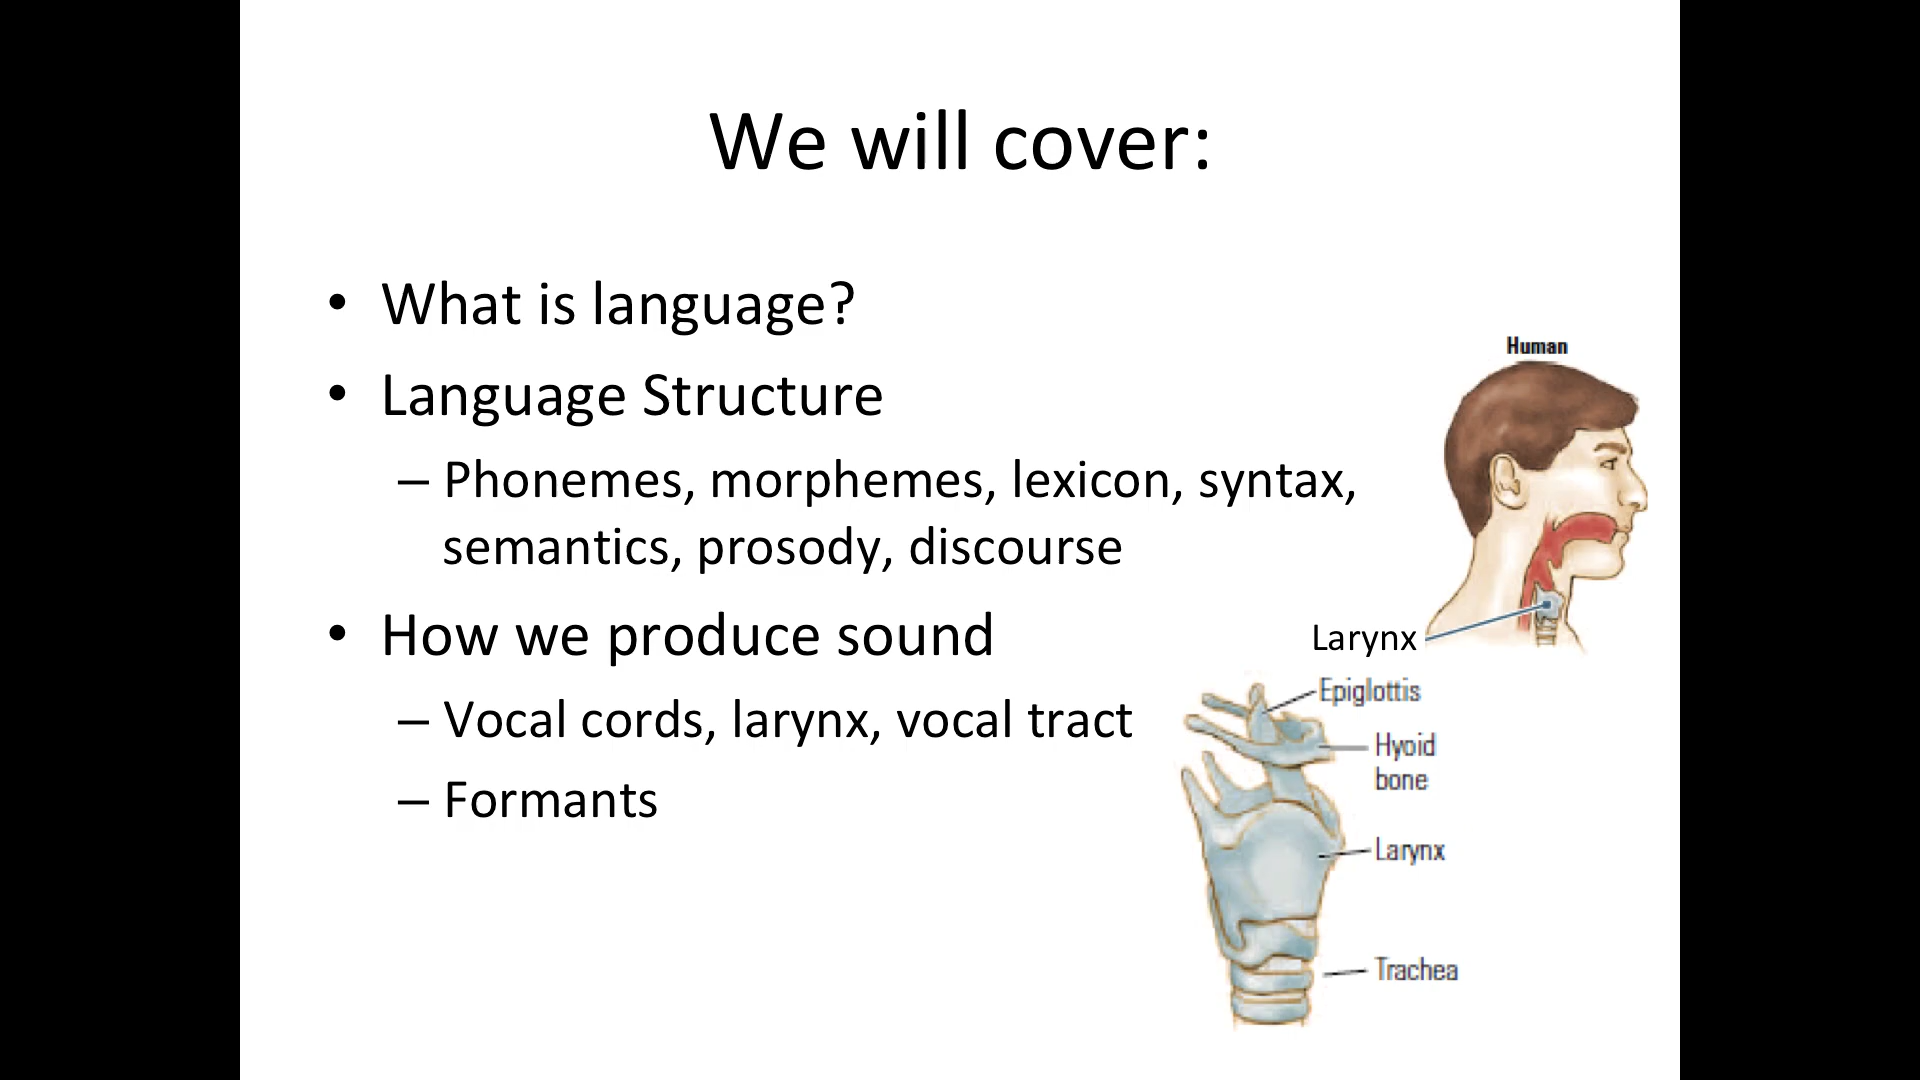 We will cover:
• What is language?
• Language Structure
– Phonemes, morphemes, lexicon, syntax,
semantics, prosody, discourse
• How we produce sound
– Vocal cords, larynx, vocal tract
– Formants
Human
Larynx
Epiglottis
Hyoid
bone
Larynx
Trachea